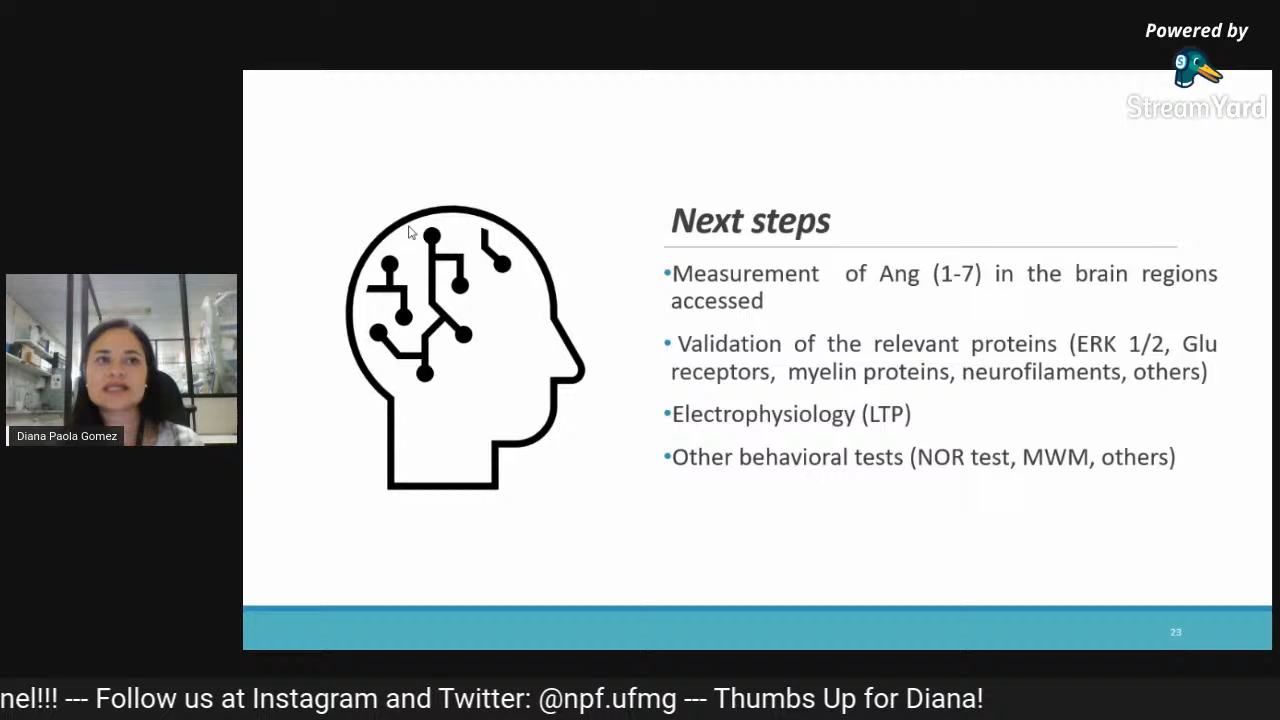 Powered by
S
StreamYard
Next steps
•Measurement of Ang (1-7) in the brain regions
accessed
• Validation of the relevant proteins (ERK 1/2, Glu
receptors, myelin proteins, neurofilaments, others)
•Electrophysiology (LTP)
•Other behavioral tests (NOR test, MWM, others)
Diana Paola Gomez
23
nel!!! --- Follow us at Instagram and Twitter: @npf.ufmg --- Thumbs Up for Diana!